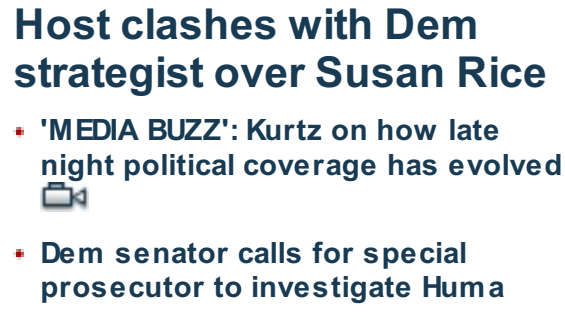 Host clashes with Dem
strategist over Susan Rice
'MEDIA BUZZ': Kurtz on how late
night political coverage has evolved
Dem senator calls for special
prosecutor to investigate Huma